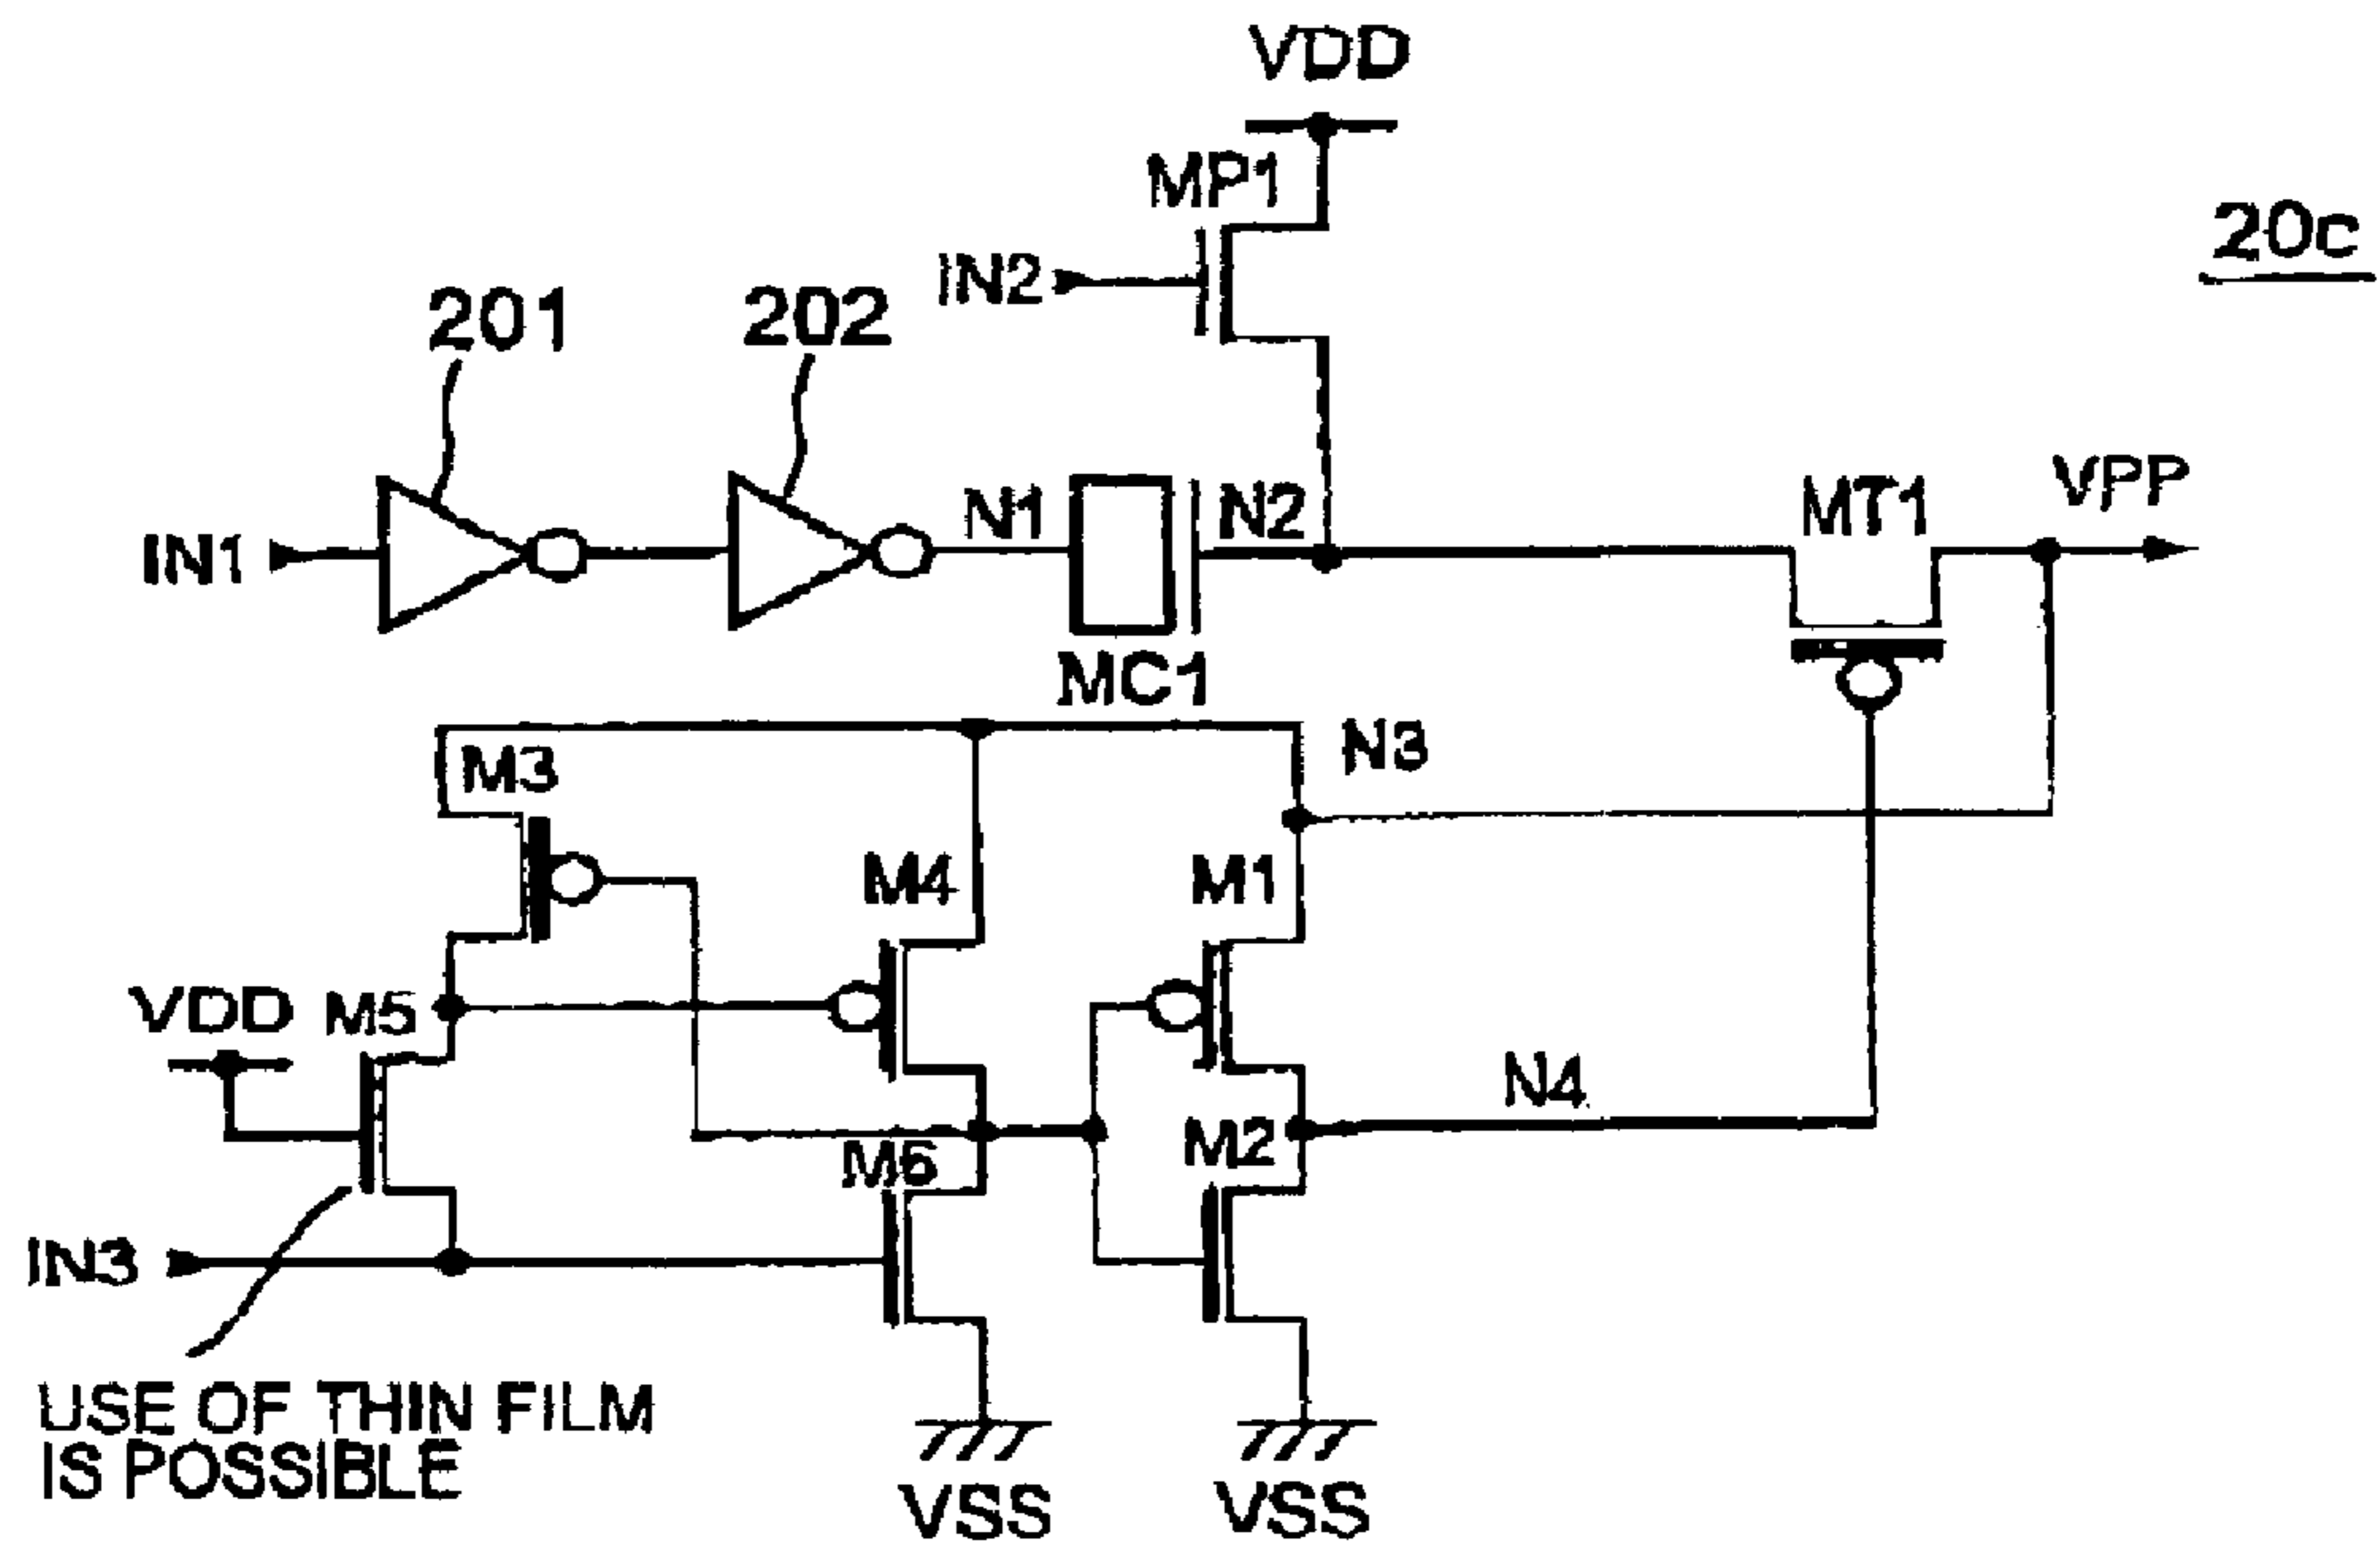 VDD
MP1
20c
IN2
201
202
N1
N2
MT1
VPP
IN1
MC1
M3
N3
M4
M1
VDD
M5
N4
M6
M2
IN3
USE OF THIN FILM
IS POSSIBLE
VSS
VSS